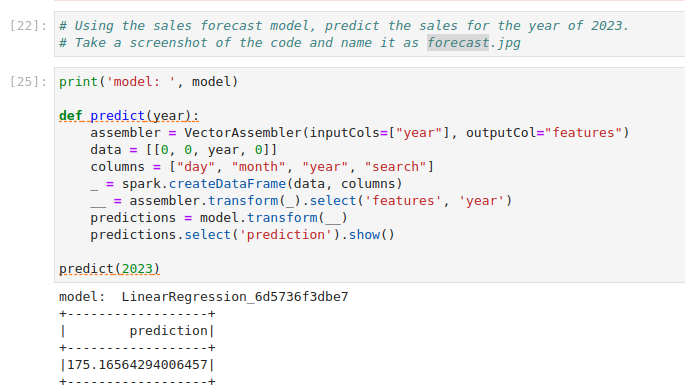 [22]: # Using the sales forecast model, predict the sales for the year of 2023.
# Take a screenshot of the code and name it as forecast.jpg
[25]: print('model: ', model)
def predict(year):
    assembler = VectorAssembler(inputCols=["year"], outputCol="features")
    data = [[0, 0, year, 0]]
    columns = ["day", "month", "year", "search"]
    _ = spark.createDataFrame(data, columns)
    __ = assembler.transform(_).select('features', 'year')
    predictions = model.transform(__)
    predictions.select('prediction').show()
predict(2023)
model:  LinearRegression_6d5736f3dbe7
+------------------+
|        prediction|
+------------------+
|175.16564294006457|
+------------------+